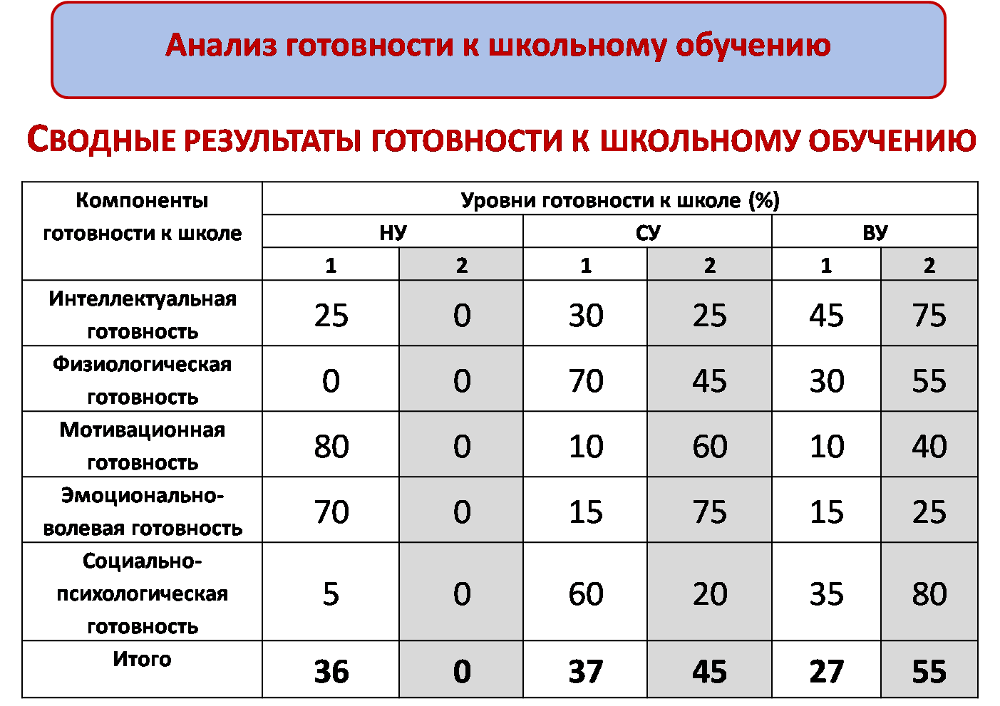 Анализ готовности к школьному обучению
СВОДНЫЕ РЕЗУЛЬТАТЫ ГОТОВНОСТИ К ШКОЛЬНОМУ ОБУЧЕНИЮ
Компоненты
готовности к школе
Уровни готовности к школе (%)
НУ СУ ВУ
1 2 1 2 1 2
Интеллектуальная
готовность
25 0 30 25 45 75
Физиологическая
готовность
0 0 70 45 30 55
Мотивационная
готовность
80 0 10 60 10 40
Эмоционально-
волевая готовность
70 0 15 75 15 25
Социально-
психологическая
готовность
5 0 60 20 35 80
Итого
36 0 37 45 27 55